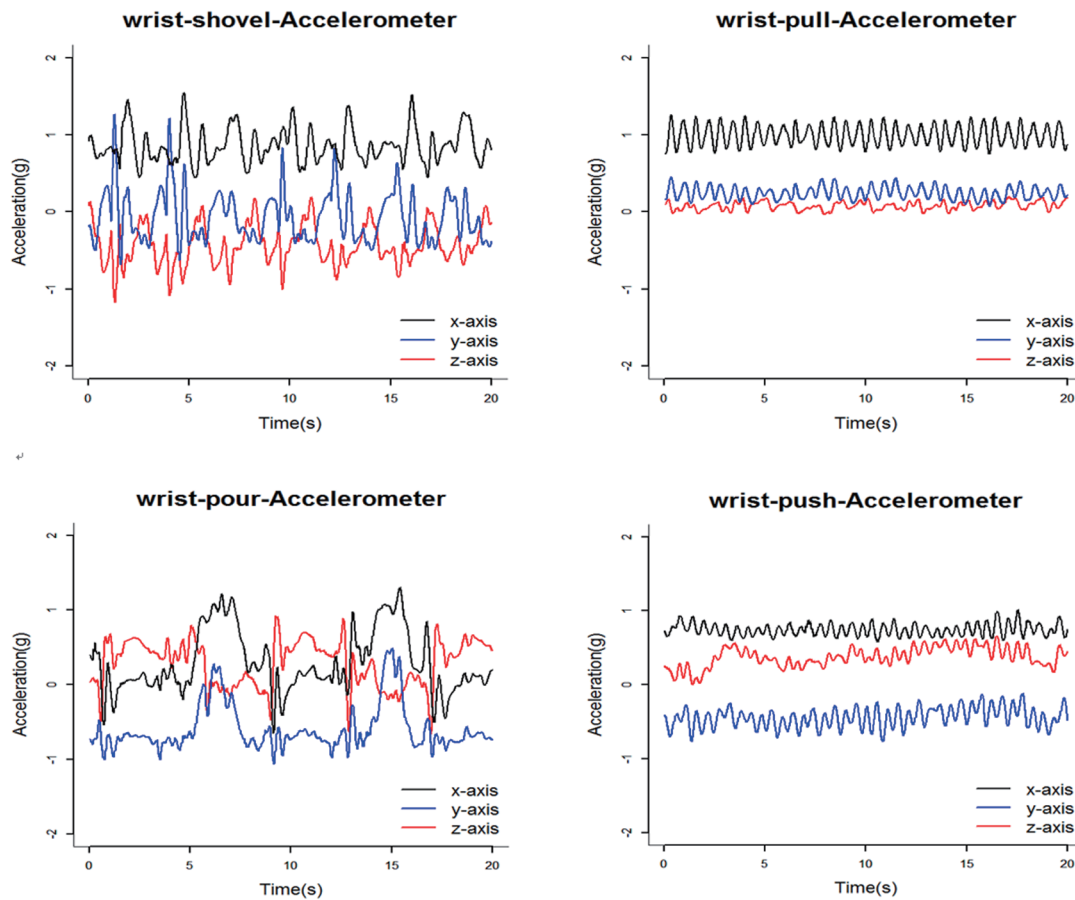 wrist-shovel-Accelerometer
2
1
0
-1
-2
Acceleration(g)
x-axis
y-axis
z-axis
0 5 10 15 20
Time(s)
wrist-pull-Accelerometer
2
1
0
-1
-2
Acceleration(g)
x-axis
y-axis
z-axis
0 5 10 15 20
Time(s)
wrist-pour-Accelerometer
2
1
0
-1
-2
Acceleration(g)
x-axis
y-axis
z-axis
0 5 10 15 20
Time(s)
wrist-push-Accelerometer
2
1
0
-1
-2
Acceleration(g)
x-axis
y-axis
z-axis
0 5 10 15 20
Time(s)